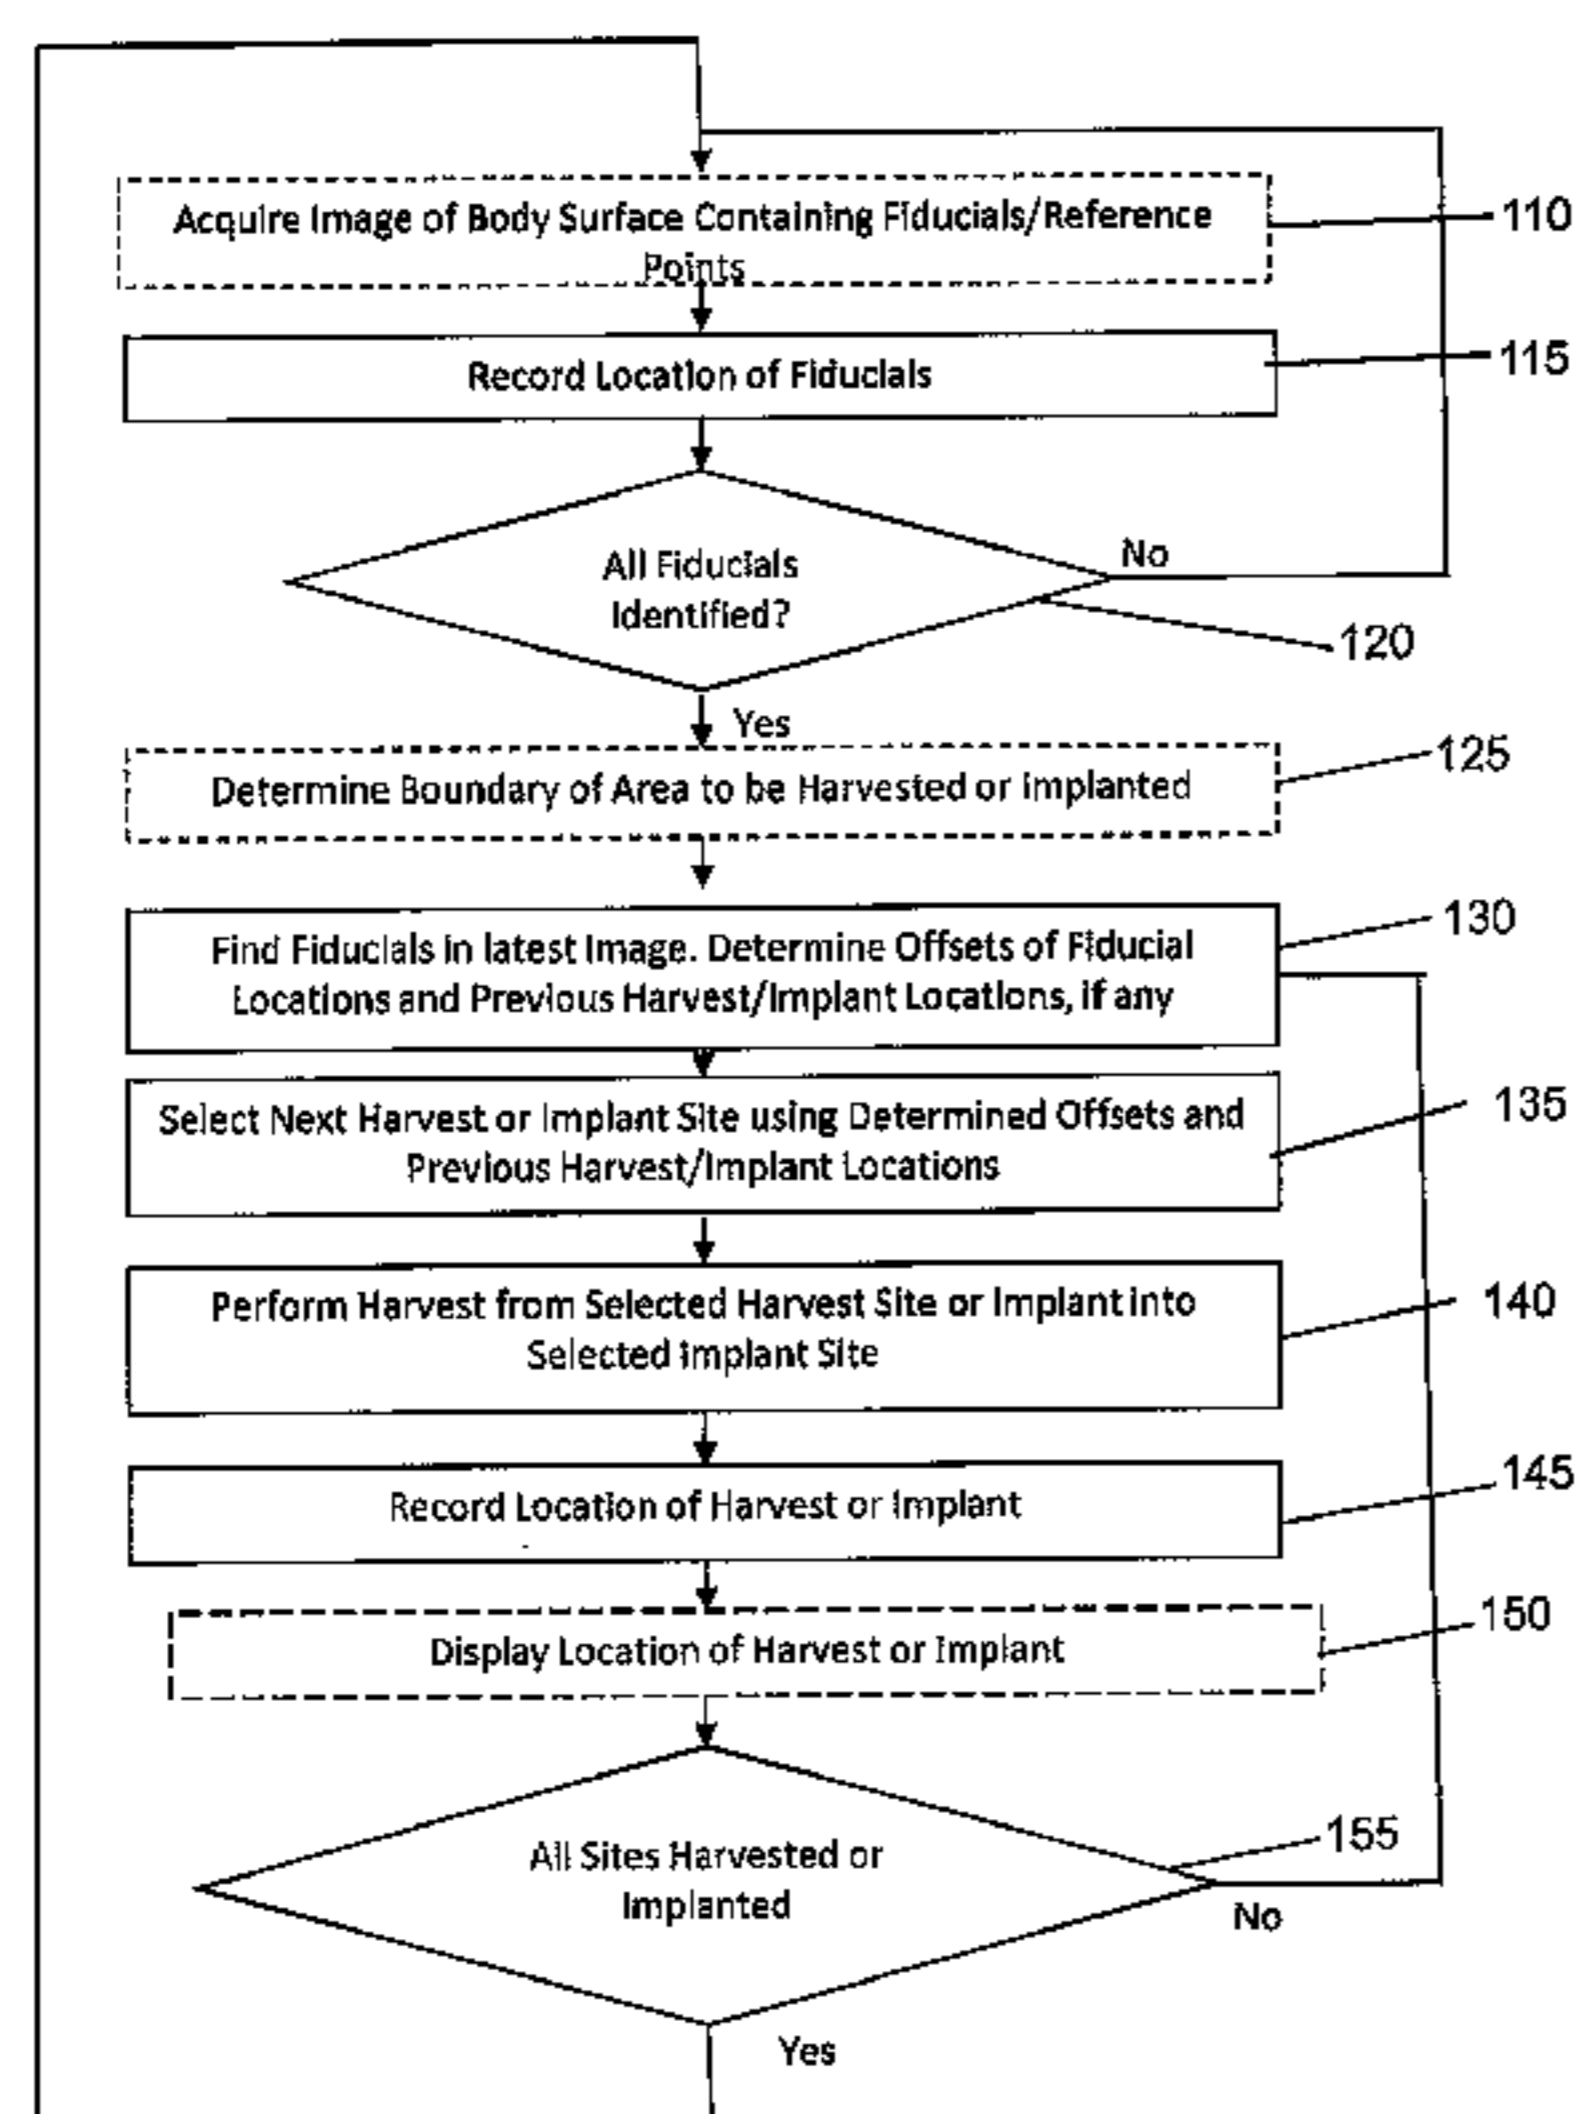 Acquire Image of Body Surface Containing Fiducials/Reference
Points
110
Record Location of Fiducials
115
All Fiducials
Identified?
No
120
Yes
Determine Boundary of Area to be Harvested or Implanted
125
Find Fiducials in latest Image. Determine Offsets of Fiducial
Locations and Previous Harvest/Implant Locations, if any
130
Select Next Harvest or Implant Site using Determined Offsets and
Previous Harvest/Implant Locations
135
Perform Harvest from Selected Harvest Site or Implant into
Selected Implant Site
140
Record Location of Harvest or Implant
145
Display Location of Harvest or Implant
150
All Sites Harvested or
Implanted
155
No
Yes